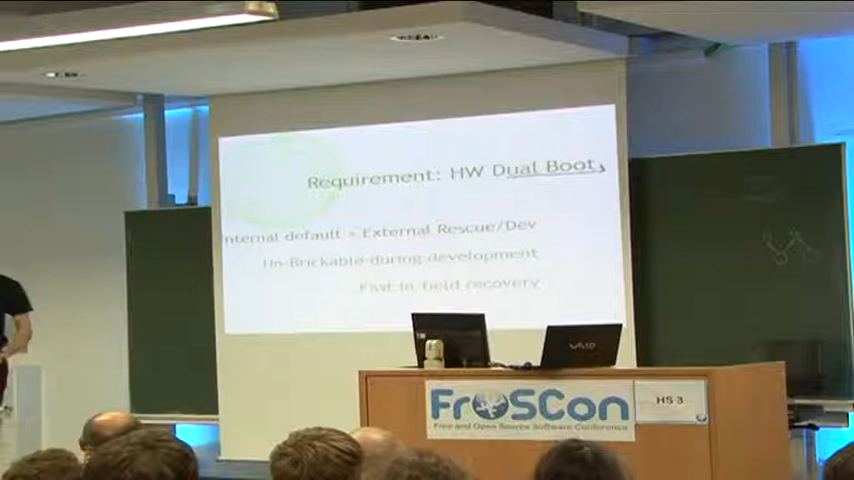 Requirement: HW Dual Boot
Internal default + External Rescue/Dev
Un-Brickable during development
Fast in-field recovery
VAIO
FrOSCon
Free and Open Source Software Conference
HS 3